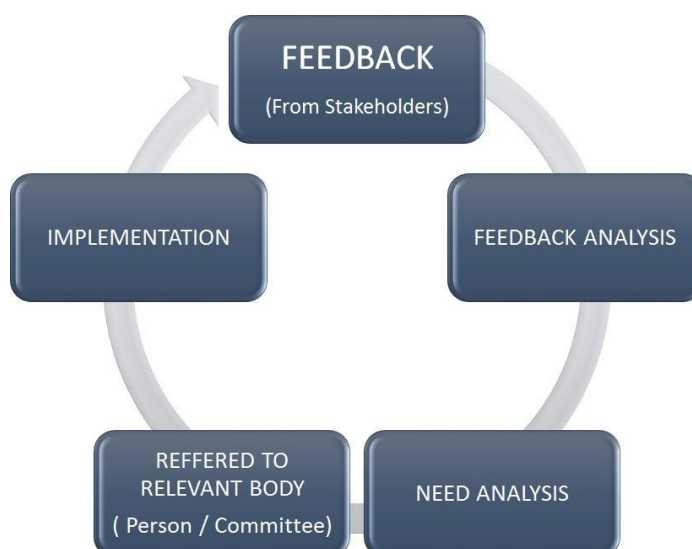 FEEDBACK
(From Stakeholders)
FEEDBACK ANALYSIS
NEED ANALYSIS
REFFERED TO
RELEVANT BODY
( Person / Committee)
IMPLEMENTATION